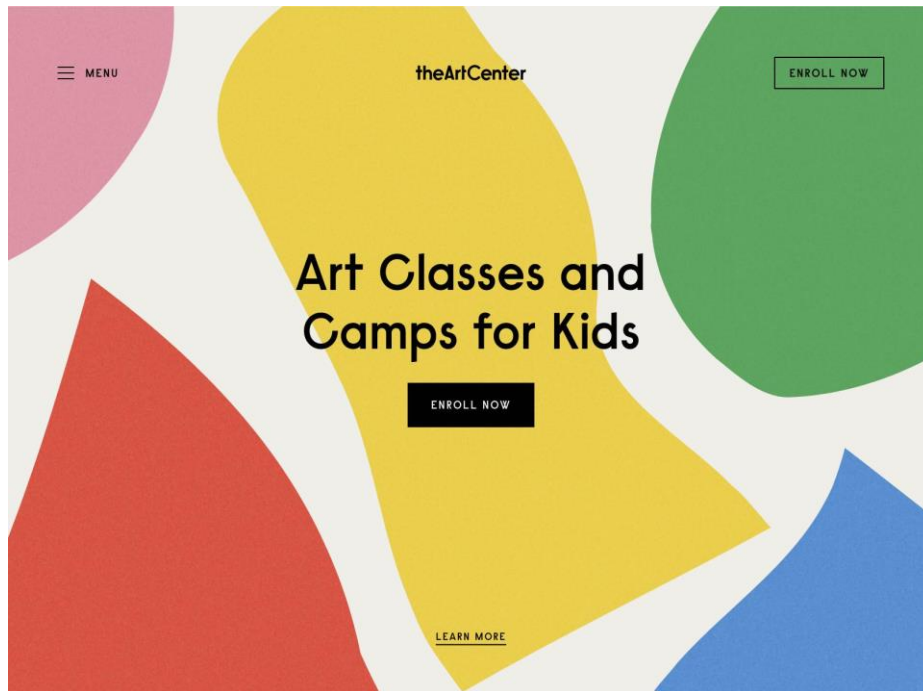 MENU
theArtCenter
ENROLL NOW
Art Classes and
Camps for Kids
ENROLL NOW
LEARN MORE